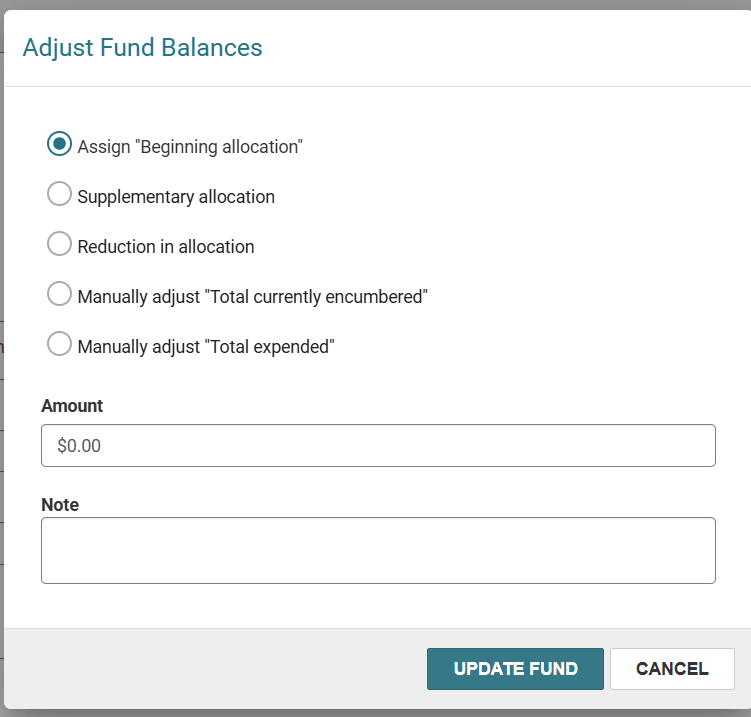 Adjust Fund Balances
Assign "Beginning allocation"
Supplementary allocation
Reduction in allocation
Manually adjust "Total currently encumbered"
Manually adjust "Total expended"
Amount
$0.00
Note
UPDATE FUND
CANCEL